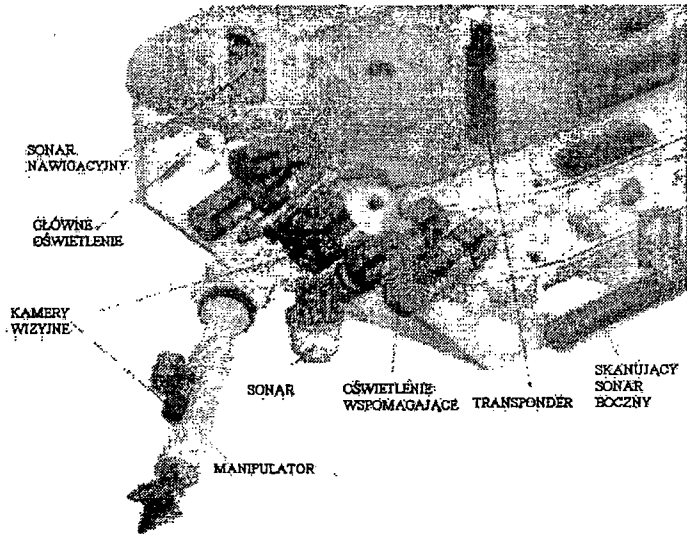 SONAR
NAWIGACYJNY
GŁÓWNE
OŚWIETLENIE
KAMERY
WIZYJNE
SONAR
OŚWIETLENIE
WSPOMAGAJĄCE
TRANSPONDER
SKANUJĄCY
SONAR
BOCZNY
MANIPULATOR